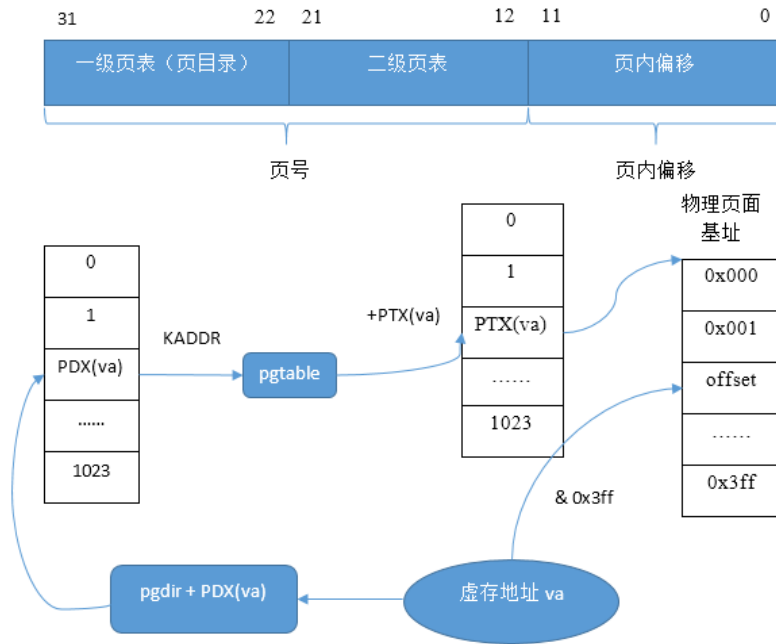 31 22 21 12 11 0
一级页表（页目录） 二级页表 页内偏移
页号 页内偏移
物理页面
基址
0
1
PDX(va)
......
1023
KADDR
pgtable
+PTX(va)
0
1
PTX(va)
……
1023
0x000
0x001
offset
……
0x3ff
& 0x3ff
pgdir + PDX(va)
虚存地址 va